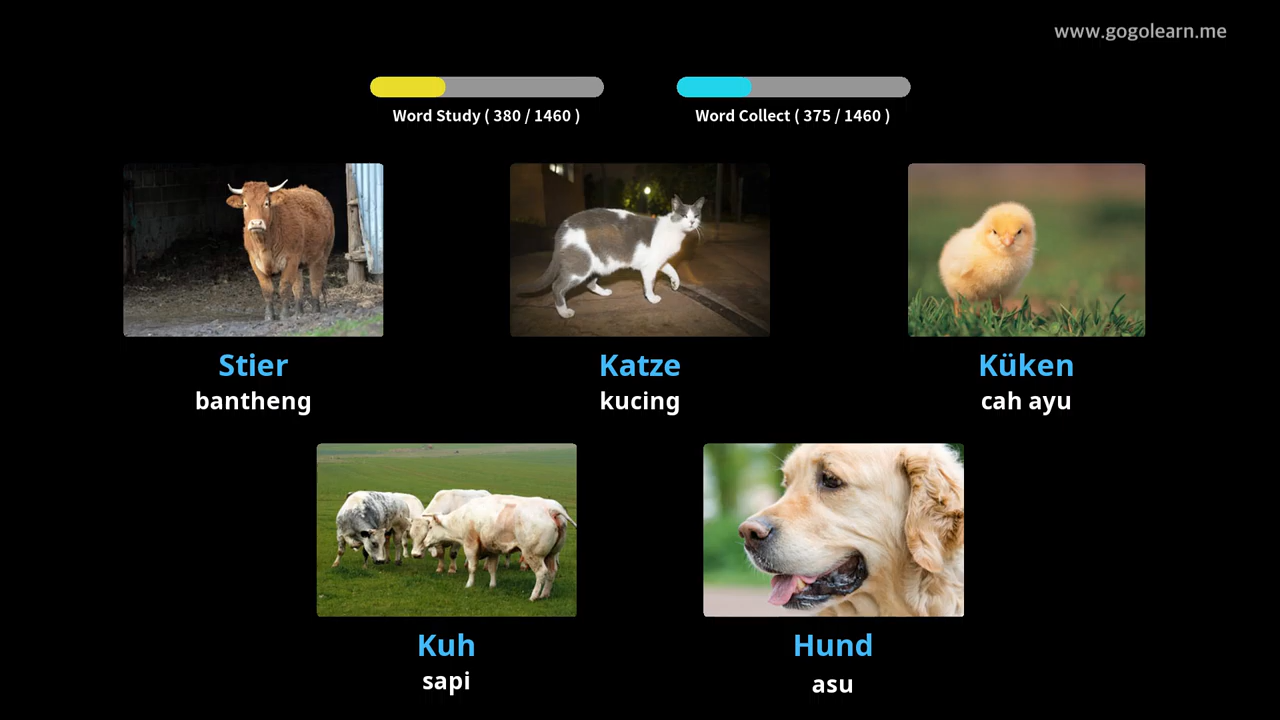 www.gogolearn.me
Word Study ( 380 / 1460 )
Word Collect ( 375 / 1460 )
Stier
bantheng
Katze
kucing
Küken
cah ayu
Kuh
sapi
Hund
asu